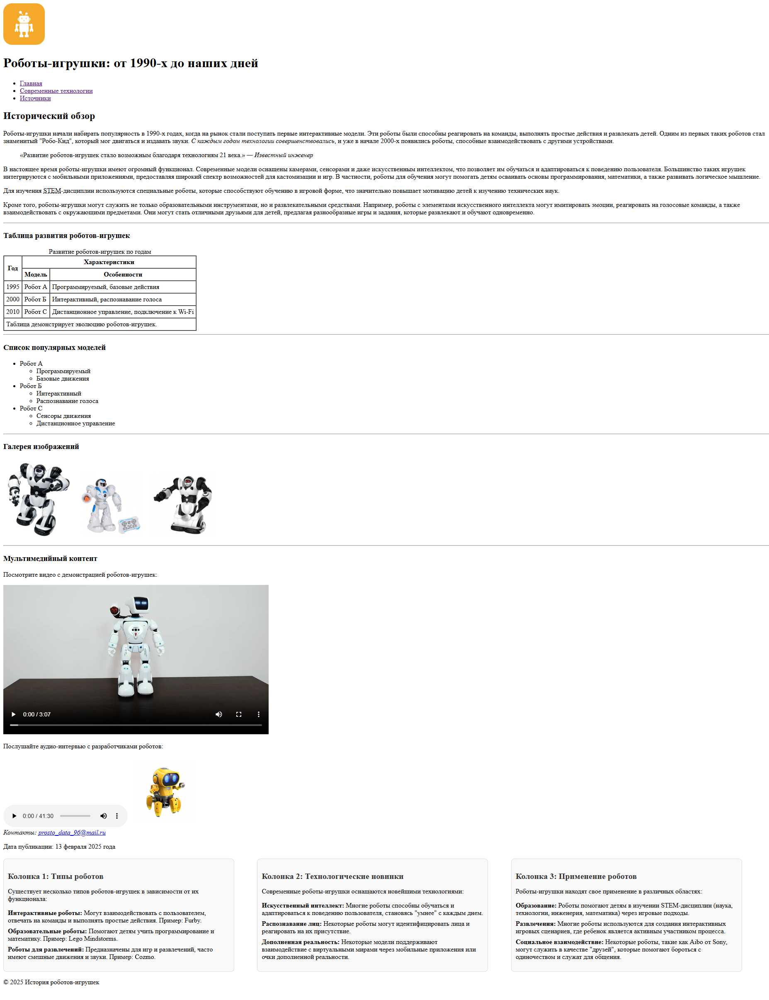 Роботы-игрушки: от 1990-х до наших дней
Главная
Современные технологии
Источники
Исторический обзор
Роботы-игрушки начали набирать популярность в 1990-х годах, когда на рынок стали поступать первые интерактивные модели. Эти роботы были способны реагировать на команды, выполнять простые действия и развлекать детей. Одним из первых таких роботов стал
знаменитый "Робо-Кид", который мог двигаться и издавать звуки. С каждым годом технологии совершенствовались, и уже в начале 2000-х появились роботы, способные взаимодействовать с другими устройствами.
«Развитие роботов-игрушек стало возможным благодаря технологиям 21 века.» — Известный инженер
В настоящее время роботы-игрушки имеют огромный функционал. Современные модели оснащены камерами, сенсорами и даже искусственным интеллектом, что позволяет им обучаться и адаптироваться к поведению пользователя. Большинство таких игрушек
интегрируются с мобильными приложениями, предоставляя широкий спектр возможностей для кастомизации и игр. В частности, роботы для обучения могут помогать детям осваивать основы программирования, математики, а также развивать логическое мышление.
Для изучения STEM-дисциплин используются специальные роботы, которые способствуют обучению в игровой форме, что значительно повышает мотивацию детей к изучению технических наук.
Кроме того, роботы-игрушки могут служить не только образовательными инструментами, но и развлекательными средствами. Например, роботы с элементами искусственного интеллекта могут имитировать эмоции, реагировать на голосовые команды, а также
взаимодействовать с окружающими предметами. Они могут стать отличными друзьями для детей, предлагая разнообразные игры и задания, которые развлекают и обучают одновременно.
Таблица развития роботов-игрушек
Развитие роботов-игрушек по годам
Год Характеристики
Модель Особенности
1995 Робот А Программируемый, базовые действия
2000 Робот Б Интерактивный, распознавание голоса
2010 Робот С Дистанционное управление, подключение к Wi-Fi
Таблица демонстрирует эволюцию роботов-игрушек.
Список популярных моделей
Робот А
Программируемый
Базовые движения
Робот Б
Интерактивный
Распознавание голоса
Робот С
Сенсоры движения
Дистанционное управление
Галерея изображений
Мультимедийный контент
Посмотрите видео с демонстрацией роботов-игрушек:
0:00 / 3:07
Послушайте аудио-интервью с разработчиками роботов:
0:00 / 41:30
Контакты: prosto_data_96@mail.ru
Дата публикации: 13 февраля 2025 года
Колонка 1: Типы роботов
Существует несколько типов роботов-игрушек в зависимости от их
функционала:
Интерактивные роботы: Могут взаимодействовать с пользователем,
отвечать на команды и выполнять простые действия. Пример: Furby.
Образовательные роботы: Помогают детям учить программирование и
математику. Пример: Lego Mindstorms.
Роботы для развлечений: Предназначены для игр и развлечений, часто
имеют смешные движения и звуки. Пример: Cozmo.
Колонка 2: Технологические новинки
Современные роботы-игрушки оснащаются новейшими технологиями:
Искусственный интеллект: Многие роботы способны обучаться и
адаптироваться к поведению пользователя, становясь "умнее" с каждым днем.
Распознавание лиц: Некоторые роботы могут идентифицировать лица и
реагировать на их присутствие.
Дополненная реальность: Некоторые модели поддерживают
взаимодействие с виртуальными мирами через мобильные приложения или
очки дополненной реальности.
Колонка 3: Применение роботов
Роботы-игрушки находят свое применение в различных областях:
Образование: Роботы помогают детям в изучении STEM-дисциплин (наука,
технологии, инженерия, математика) через игровые подходы.
Развлечения: Многие роботы используются для создания интерактивных
игровых сценариев, где ребенок является активным участником процесса.
Социальное взаимодействие: Некоторые роботы, такие как Aibo от Sony,
могут служить в качестве "друзей", которые помогают бороться с
одиночеством и служат для общения.
© 2025 История роботов-игрушек